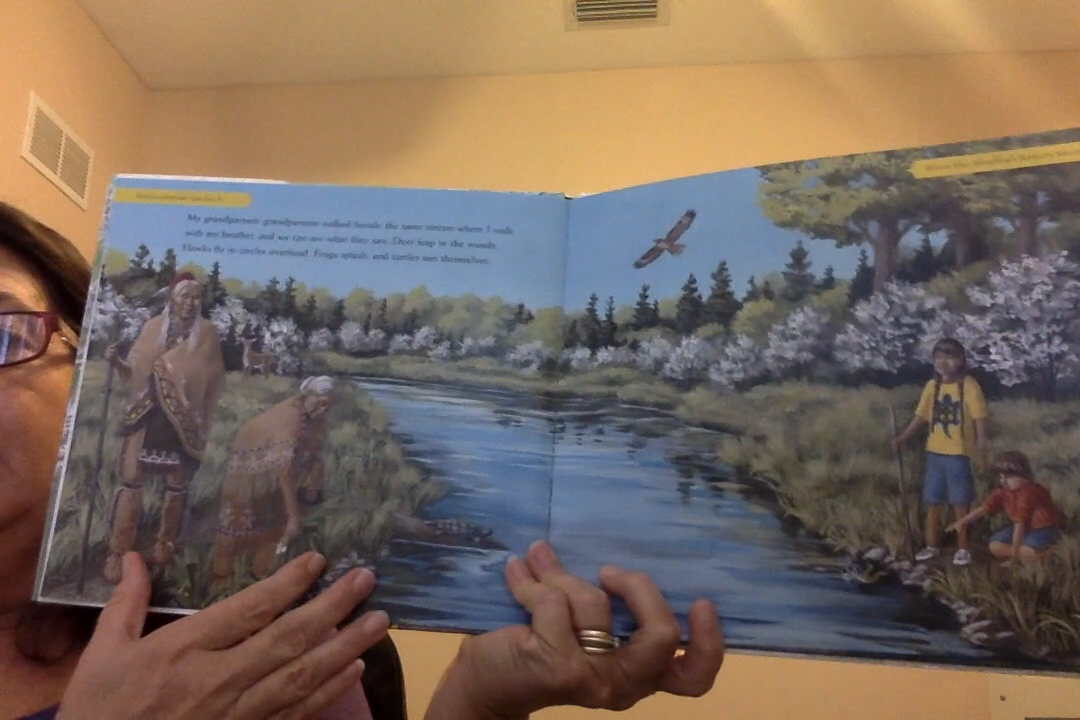 My grandparents' grandparents walked beside the same stream where I walk
with my brother, and we can see what they saw. Deer leap in the woods.
Hawks fly in circles overhead. Frogs splash, and turtles sun themselves.